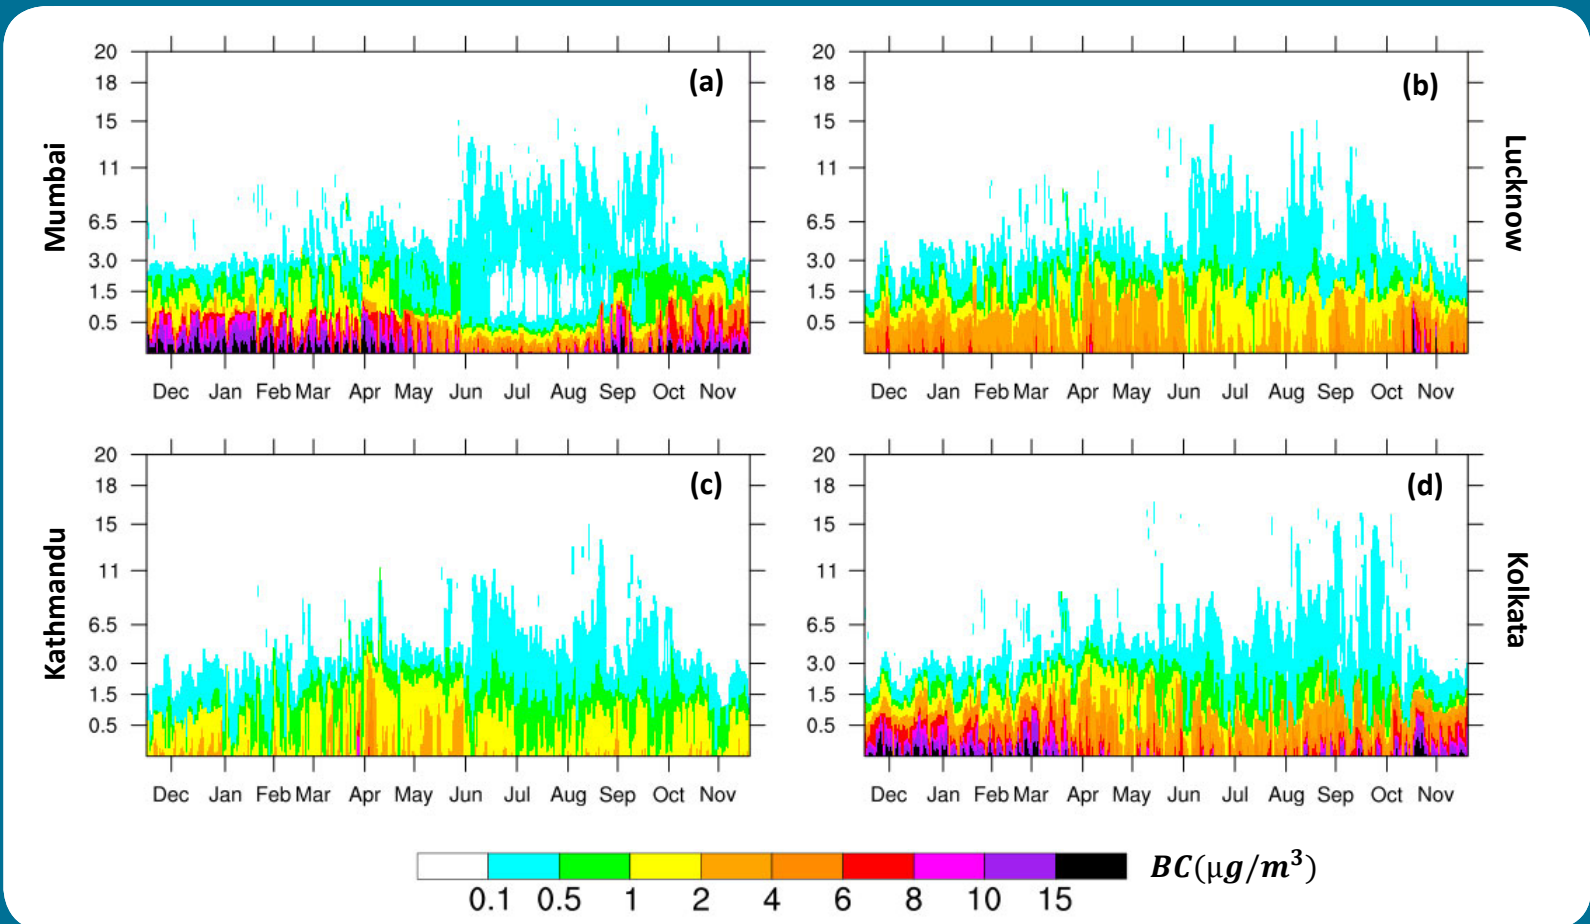 (a)
20
18
15
11
6.5
3.0
1.5
0.5
Mumbai
Dec Jan Feb Mar Apr May Jun Jul Aug Sep Oct Nov
(b)
20
18
15
11
6.5
3.0
1.5
0.5
Lucknow
Dec Jan Feb Mar Apr May Jun Jul Aug Sep Oct Nov
(c)
20
18
15
11
6.5
3.0
1.5
0.5
Kathmandu
Dec Jan Feb Mar Apr May Jun Jul Aug Sep Oct Nov
(d)
20
18
15
11
6.5
3.0
1.5
0.5
Kolkata
Dec Jan Feb Mar Apr May Jun Jul Aug Sep Oct Nov
BC(μg/m³)
0.1 0.5 1 2 4 6 8 10 15